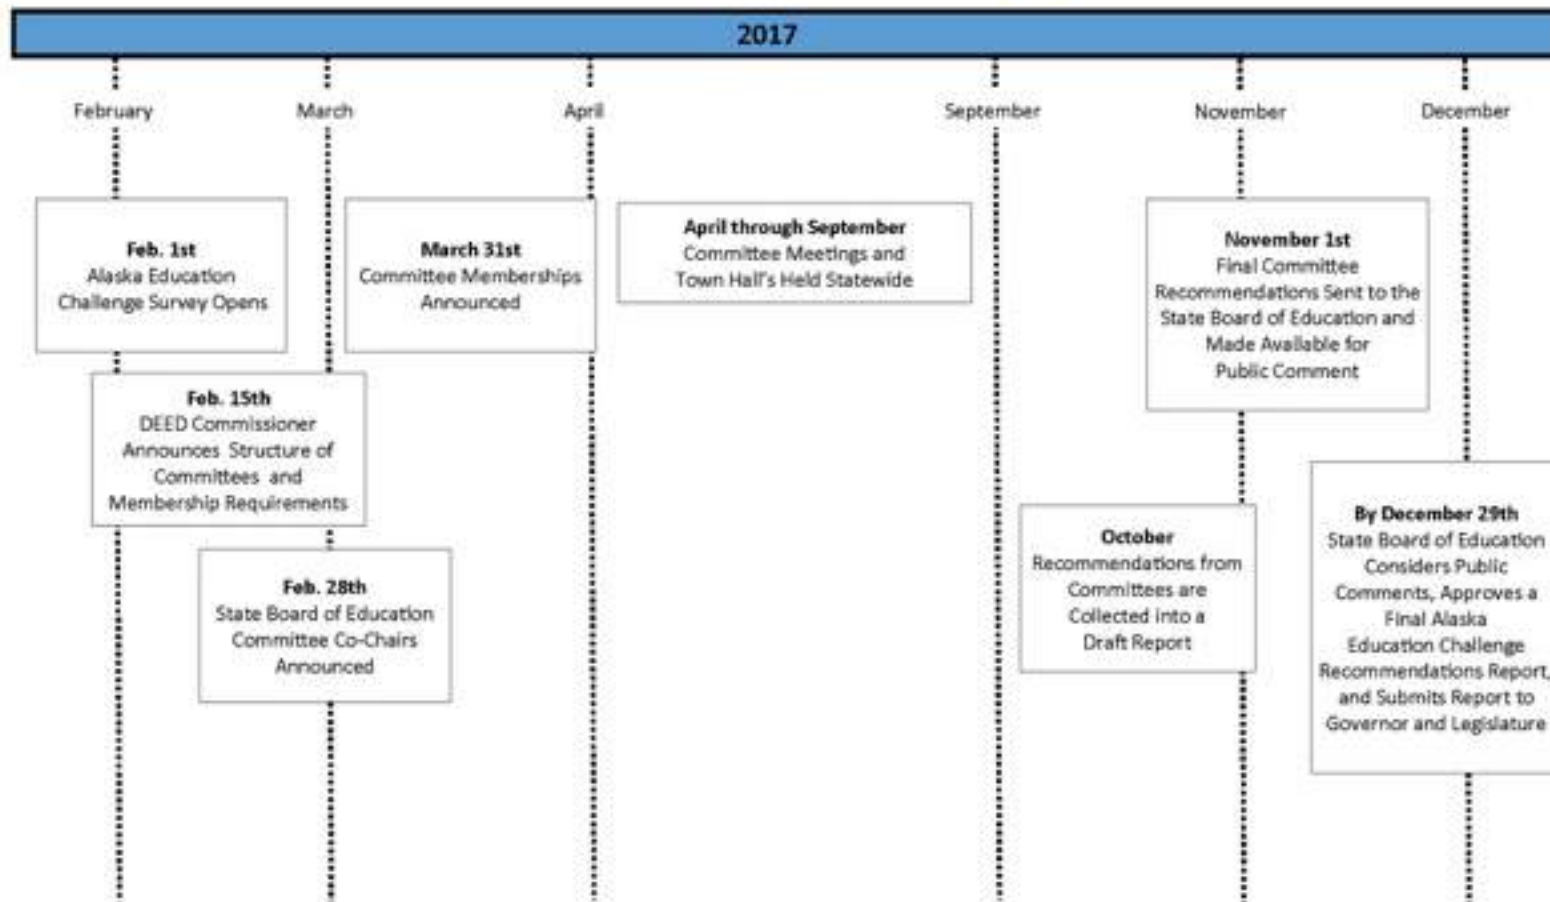 2017
February
March
April
September
November
December
Feb. 1st
Alaska Education
Challenge Survey Opens
Feb. 15th
DEED Commissioner
Announces Structure of
Committees and
Membership Requirements
Feb. 28th
State Board of Education
Committee Co-Chairs
Announced
March 31st
Committee Memberships
Announced
April through September
Committee Meetings and
Town Hall's Held Statewide
October
Recommendations from
Committees are
Collected into a
Draft Report
November 1st
Final Committee
Recommendations Sent to the
State Board of Education and
Made Available for
Public Comment
By December 29th
State Board of Education
Considers Public
Comments, Approves a
Final Alaska
Education Challenge
Recommendations Report,
and Submits Report to
Governor and Legislature